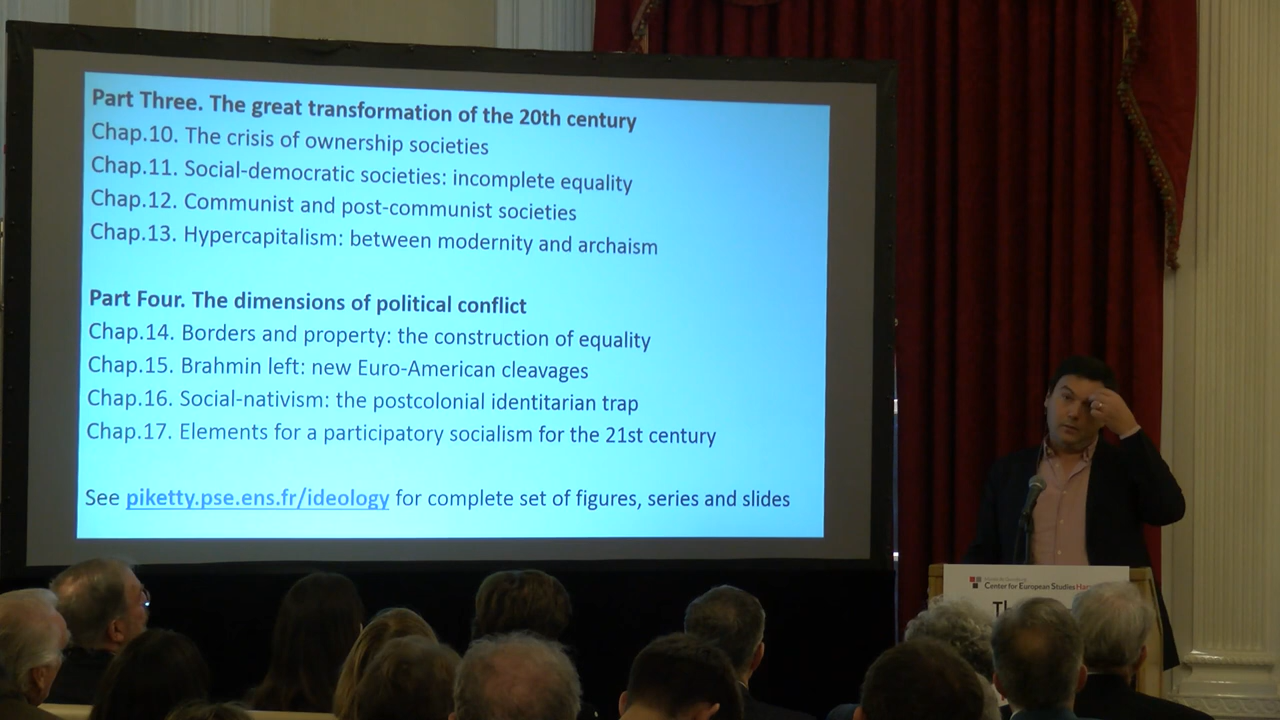 Part Three. The great transformation of the 20th century
Chap.10. The crisis of ownership societies
Chap.11. Social-democratic societies: incomplete equality
Chap.12. Communist and post-communist societies
Chap.13. Hypercapitalism: between modernity and archaism
Part Four. The dimensions of political conflict
Chap.14. Borders and property: the construction of equality
Chap.15. Brahmin left: new Euro-American cleavages
Chap.16. Social-nativism: the postcolonial identitarian trap
Chap.17. Elements for a participatory socialism for the 21st century
See piketty.pse.ens.fr/ideology for complete set of figures, series and slides
Center for European Studies